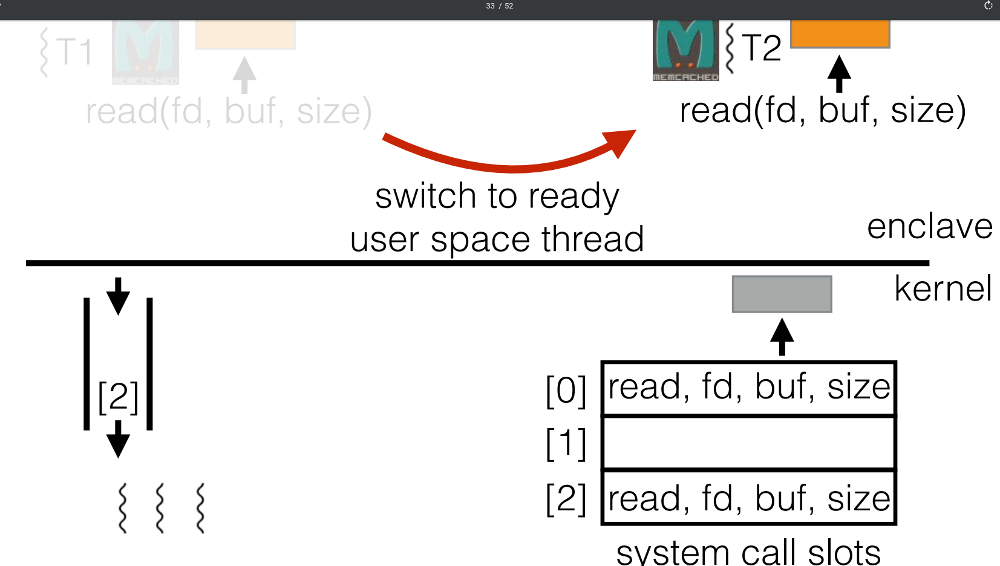 33 / 52
T1
MEMCACHED
read(fd, buf, size)
MEMCACHED
T2
read(fd, buf, size)
switch to ready
user space thread
enclave
kernel
[2]
[0] read, fd, buf, size
[1]
[2] read, fd, buf, size
system call slots